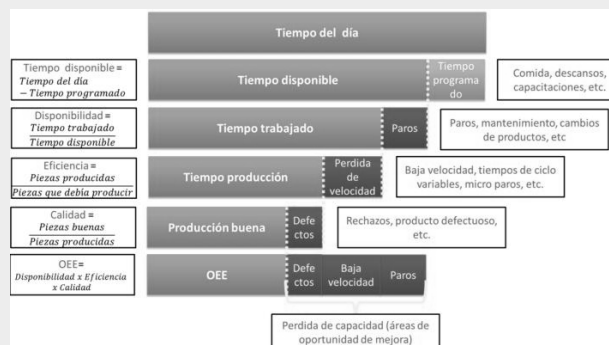 Tiempo del día
Tiempo disponible=
Tiempo del día
− Tiempo programado
Tiempo disponible
Tiempo
programa
do
Comida, descansos,
capacitaciones, etc.
Disponibilidad=
Tiempo trabajado
Tiempo disponible
Tiempo trabajado
Paros
Paros, mantenimiento, cambios
de productos, etc
Eficiencia =
Piezas producidas
Piezas que debía producir
Tiempo producción
Perdida
de
velocidad
Baja velocidad, tiempos de ciclo
variables, micro paros, etc.
Calidad =
Piezas buenas
Piezas producidas
Producción buena
Defe
ctos
Rechazos, producto defectuoso,
etc.
OEE=
Disponibilidad x Eficiencia
x Calidad
OEE
Defe
ctos
Baja
velocidad
Paros
Perdida de capacidad (áreas de
oportunidad de mejora)